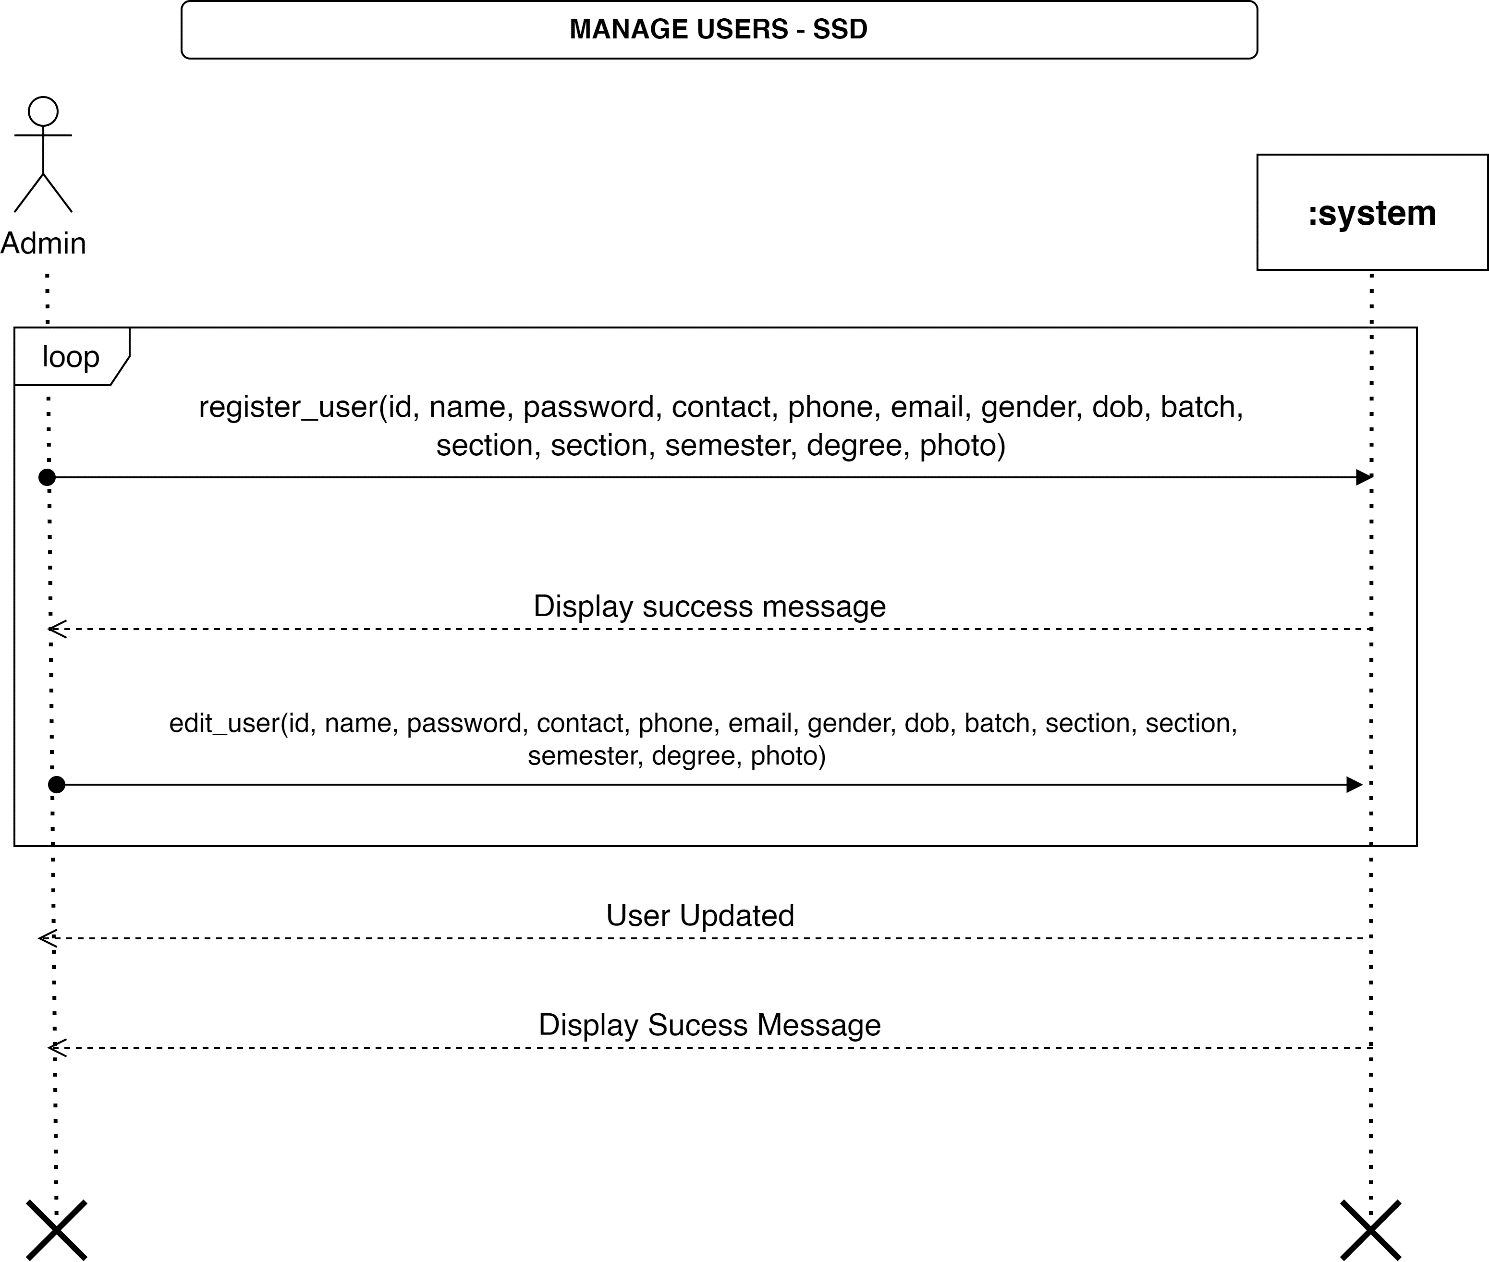 MANAGE USERS - SSD
Admin
:system
loop
register_user(id, name, password, contact, phone, email, gender, dob, batch,
section, section, semester, degree, photo)
Display success message
edit_user(id, name, password, contact, phone, email, gender, dob, batch, section, section,
semester, degree, photo)
User Updated
Display Sucess Message